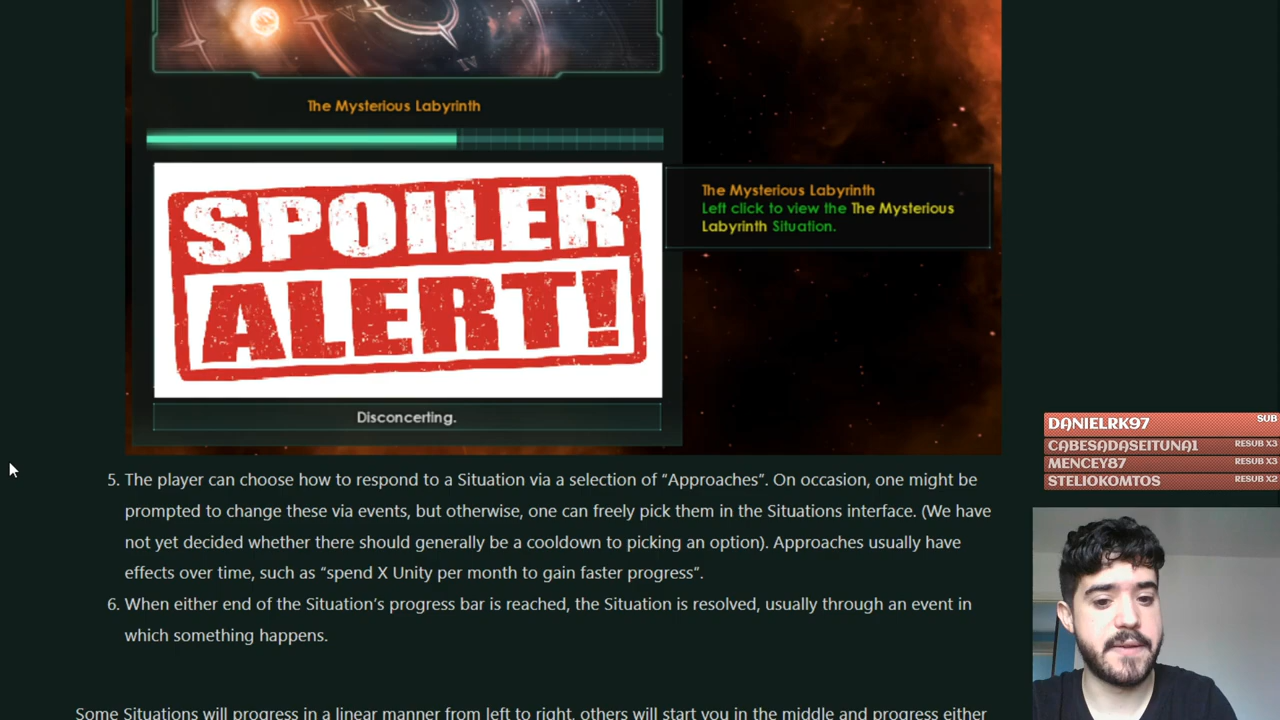 IV
The Mysterious Labyrinth
SPOILER
ALERT!
Disconcerting.
The Mysterious Labyrinth
Left click to view the The Mysterious
Labyrinth Situation.
5. The player can choose how to respond to a Situation via a selection of “Approaches”. On occasion, one might be
prompted to change these via events, but otherwise, one can freely pick them in the Situations interface. (We have
not yet decided whether there should generally be a cooldown to picking an option). Approaches usually have
effects over time, such as “spend X Unity per month to gain faster progress”.
6. When either end of the Situation’s progress bar is reached, the Situation is resolved, usually through an event in
which something happens.
Some Situations will progress in a linear manner from left to right, others will start you in the middle and progress either
DANIELRK97 SUB
CABESADASEITUNA1 RESUB X3
MENCEY87 RESUB X3
STELIOKOMTOS RESUB X2